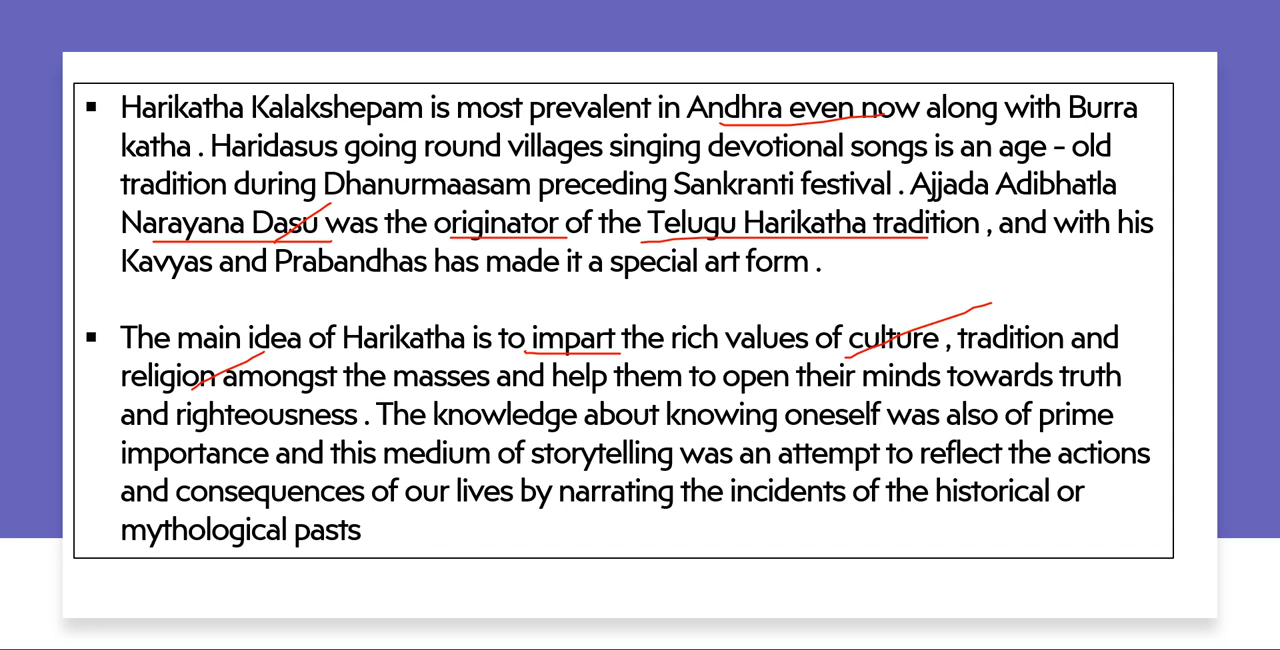 ▪ Harikatha Kalakshepam is most prevalent in Andhra even now along with Burra
katha . Haridasus going round villages singing devotional songs is an age - old
tradition during Dhanurmaasam preceding Sankranti festival . Ajjada Adibhatla
Narayana Dasu was the originator of the Telugu Harikatha tradition , and with his
Kavyas and Prabandhas has made it a special art form .
▪ The main idea of Harikatha is to impart the rich values of culture , tradition and
religion amongst the masses and help them to open their minds towards truth
and righteousness . The knowledge about knowing oneself was also of prime
importance and this medium of storytelling was an attempt to reflect the actions
and consequences of our lives by narrating the incidents of the historical or
mythological pasts